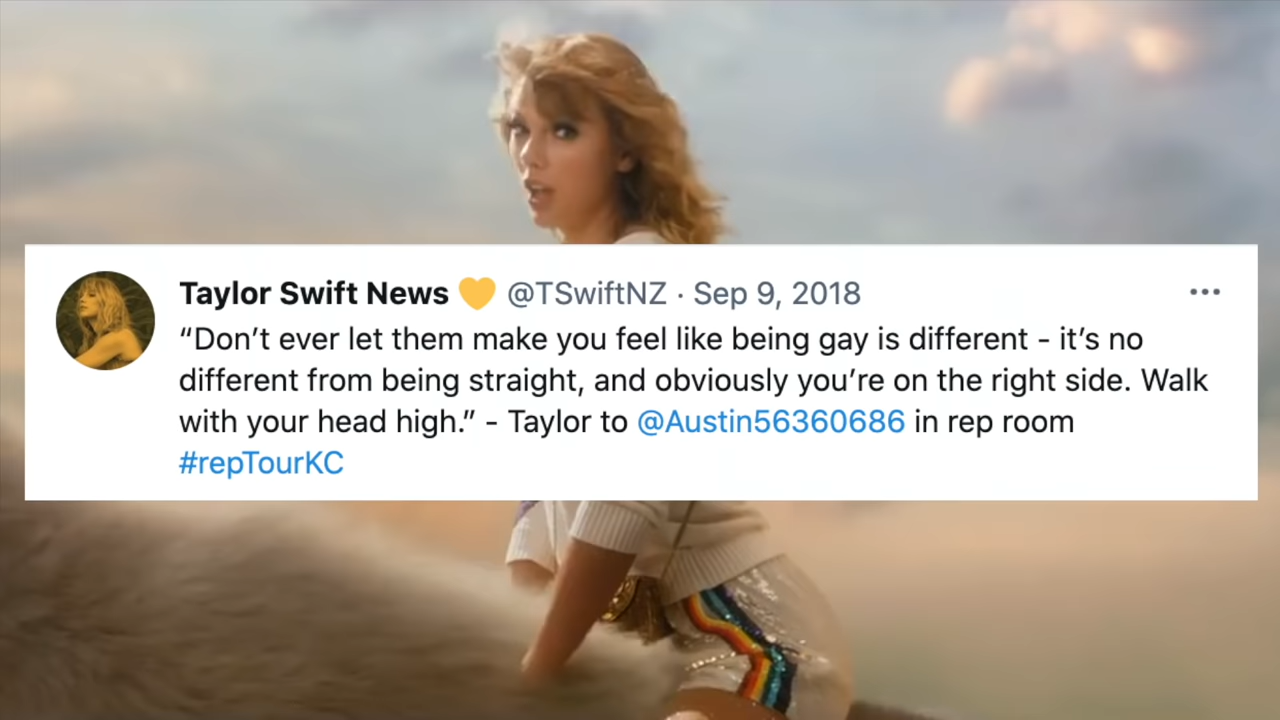 Taylor Swift News 💛 @TSwiftNZ · Sep 9, 2018
“Don’t ever let them make you feel like being gay is different - it’s no
different from being straight, and obviously you’re on the right side. Walk
with your head high.” - Taylor to @Austin56360686 in rep room
#repTourKC